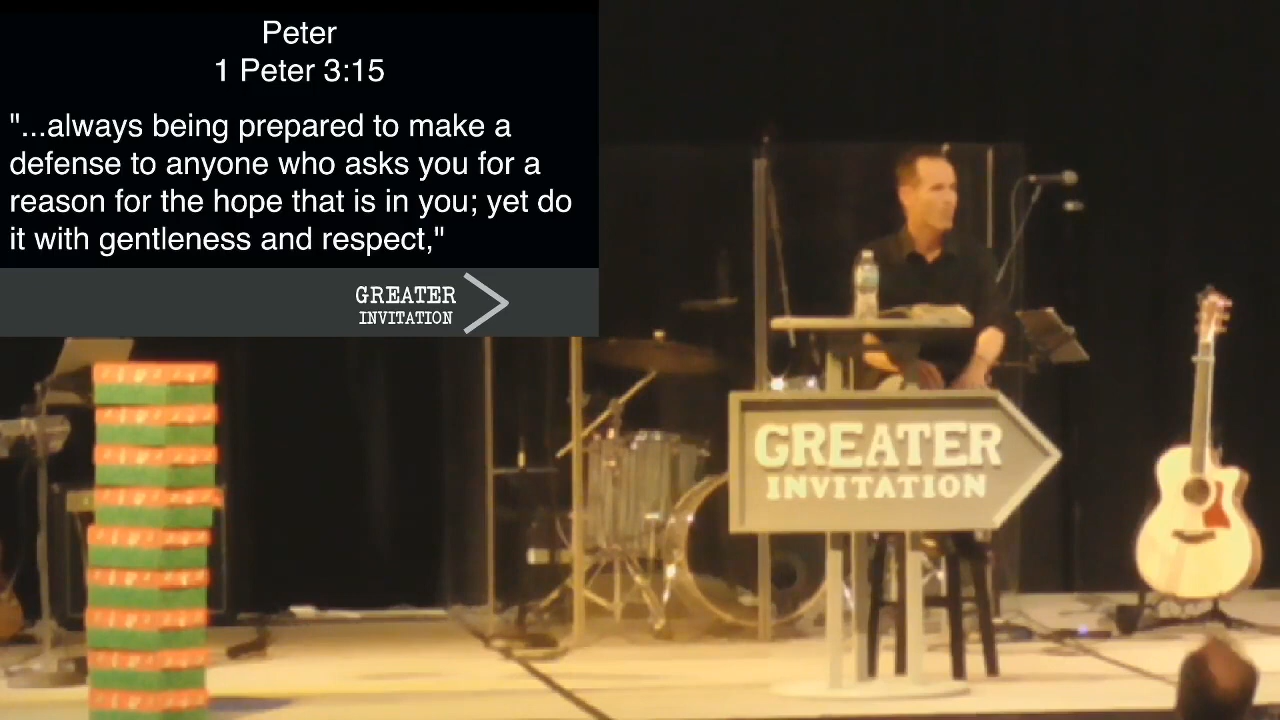 Peter
1 Peter 3:15
"...always being prepared to make a
defense to anyone who asks you for a
reason for the hope that is in you; yet do
it with gentleness and respect,"
GREATER
INVITATION
GREATER
INVITATION